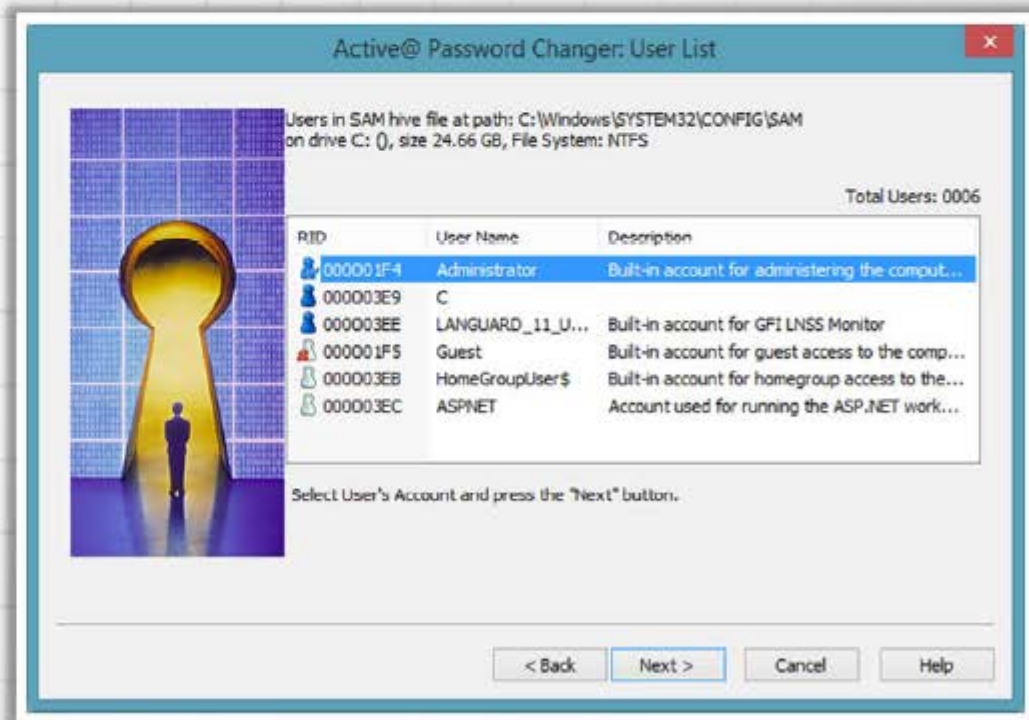 Active@ Password Changer: User List
Users in SAM hive file at path: C:\Windows\SYSTEM32\CONFIG\SAM
on drive C: (), size 24.66 GB, File System: NTFS
Total Users: 0006
RID User Name Description
000001F4 Administrator Built-in account for administering the comput...
000003E9 C
000003EE LANGUARD_11_U... Built-in account for GFI LNSS Monitor
000001F5 Guest Built-in account for guest access to the comp...
000003EB HomeGroupUser$ Built-in account for homegroup access to the...
000003EC ASPNET Account used for running the ASP.NET work...
Select User's Account and press the "Next" button.
< Back Next > Cancel Help